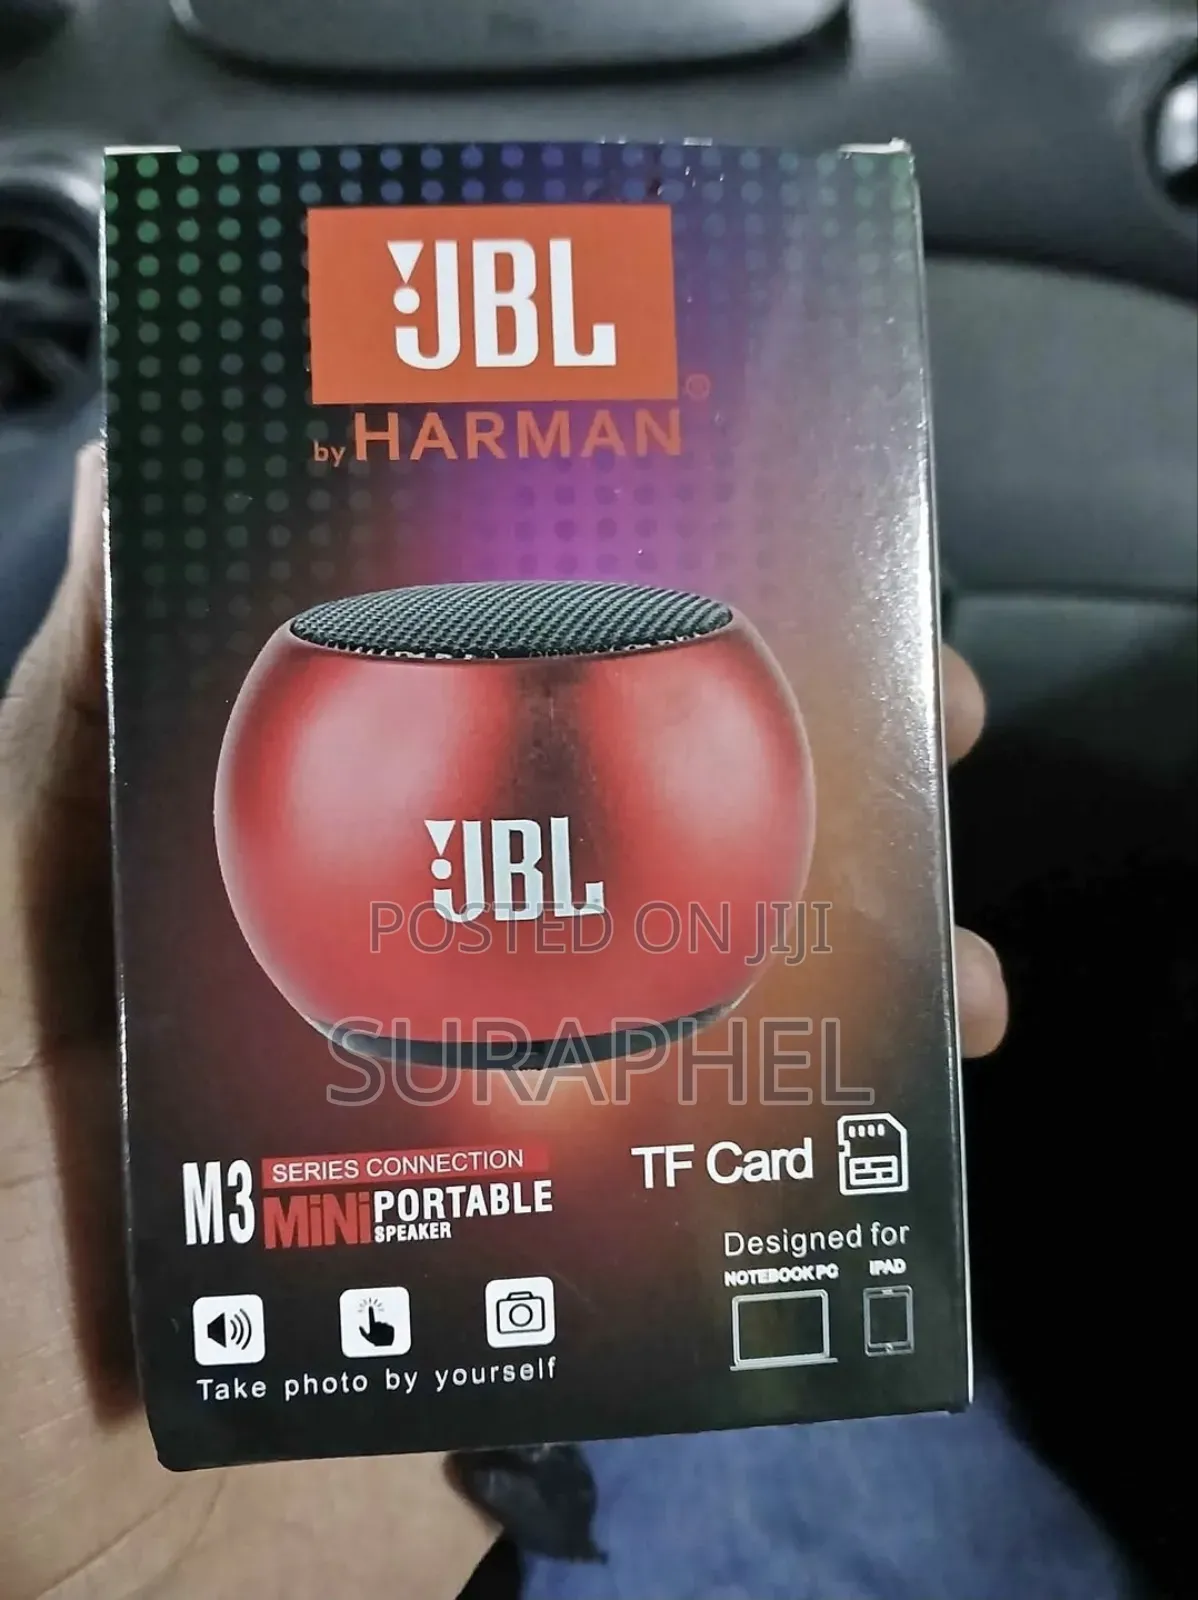 JBL
®
by HARMAN
JBL
POSTED ON JIJI
SURAPHEL
M3 SERIES CONNECTION
MiNi PORTABLE
SPEAKER
TF Card
Designed for
NOTEBOOK PC IPAD
Take photo by yourself